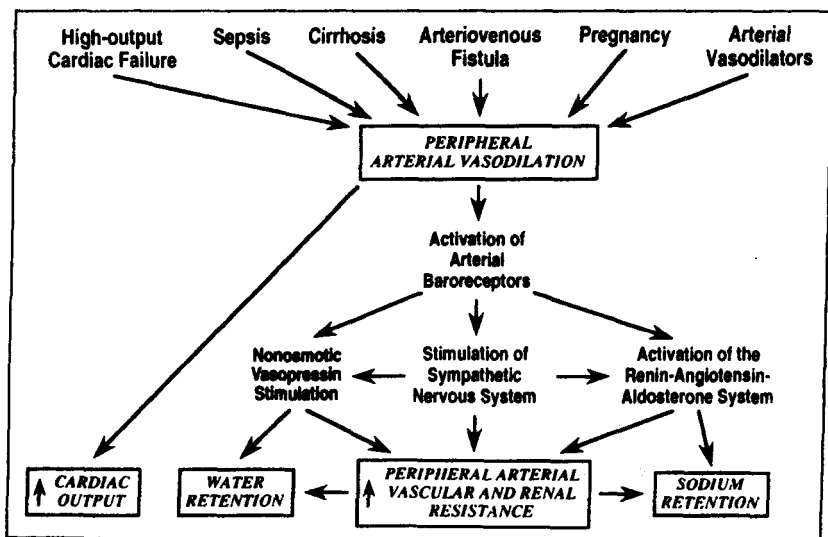 High-output
Cardiac Failure
Sepsis
Cirrhosis
Arteriovenous
Fistula
Pregnancy
Arterial
Vasodilators
PERIPHERAL
ARTERIAL VASODILATION
Activation of
Arterial
Baroreceptors
Nonosmotic
Vasopressin
Stimulation
Stimulation of
Sympathetic
Nervous System
Activation of the
Renin-Angiotensin-
Aldosterone System
CARDIAC
OUTPUT
WATER
RETENTION
PERIPHERAL ARTERIAL
VASCULAR AND RENAL
RESISTANCE
SODIUM
RETENTION